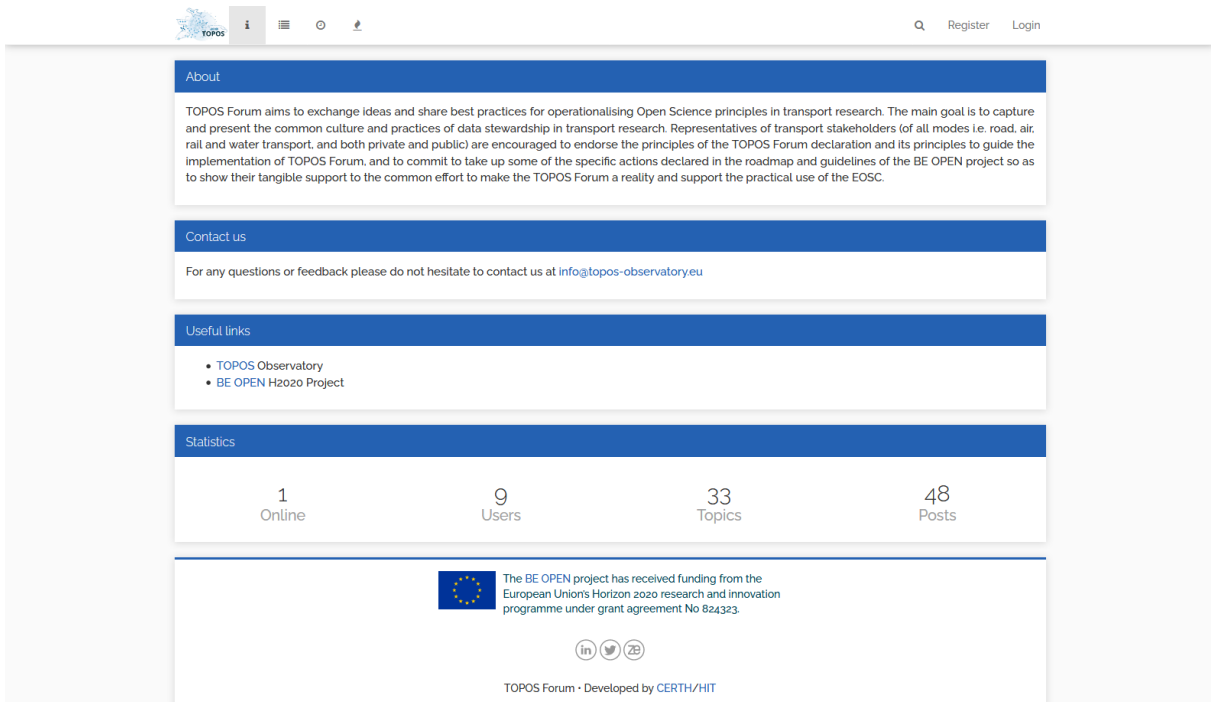 TOPOS
Register
Login
About
TOPOS Forum aims to exchange ideas and share best practices for operationalising Open Science principles in transport research. The main goal is to capture
and present the common culture and practices of data stewardship in transport research. Representatives of transport stakeholders (of all modes i.e. road, air,
rail and water transport, and both private and public) are encouraged to endorse the principles of the TOPOS Forum declaration and its principles to guide the
implementation of TOPOS Forum, and to commit to take up some of the specific actions declared in the roadmap and guidelines of the BE OPEN project so as
to show their tangible support to the common effort to make the TOPOS Forum a reality and support the practical use of the EOSC.
Contact us
For any questions or feedback please do not hesitate to contact us at info@topos-observatory.eu
Useful links
• TOPOS Observatory
• BE OPEN H2020 Project
Statistics
1
Online
9
Users
33
Topics
48
Posts
The BE OPEN project has received funding from the
European Union's Horizon 2020 research and innovation
programme under grant agreement No 824323.
TOPOS Forum • Developed by CERTH/HIT